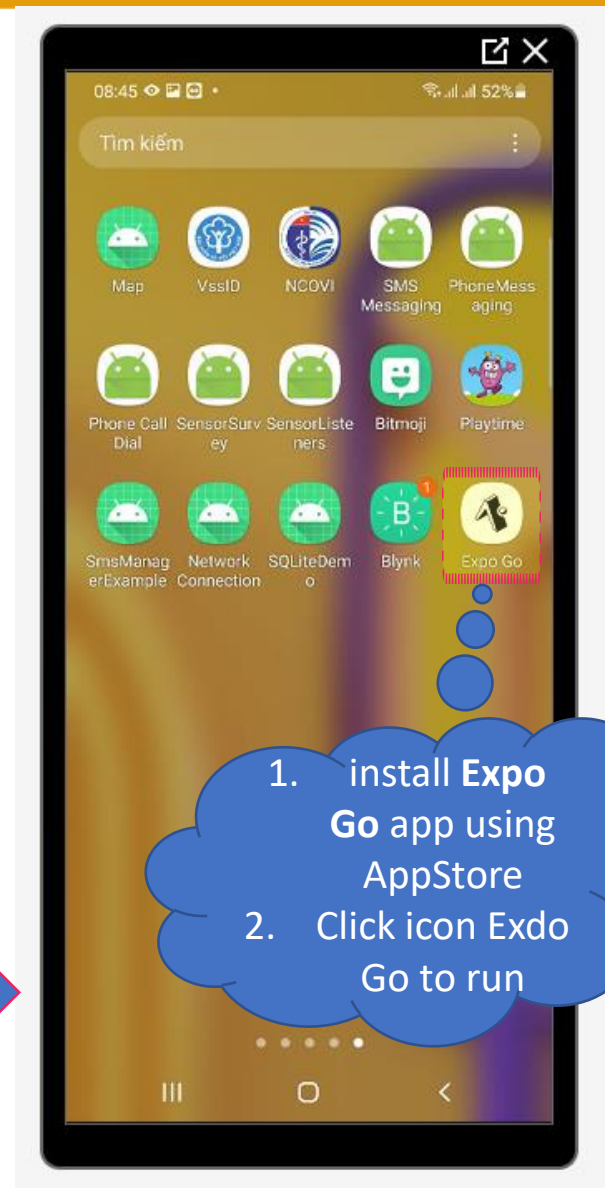 08:45
52%
Tìm kiếm
Map VssID NCOVI SMS Messaging PhoneMess
aging
Phone Call Dial SensorSurv
ey SensorListe
ners Bitmoji Playtime
1
B
SmsManag
erExample Network Connection SQLiteDem
o Blynk Expo Go
1. install Expo
Go app using
AppStore
2. Click icon Exdo
Go to run